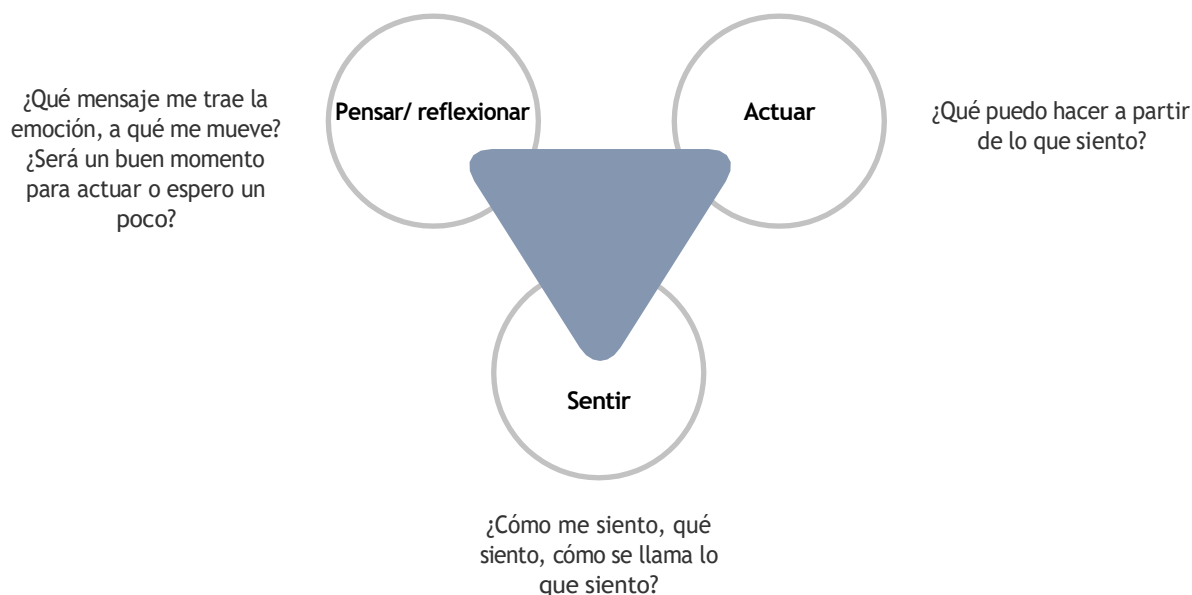 ¿Qué mensaje me trae la
emoción, a qué me mueve?
¿Será un buen momento
para actuar o espero un
poco?
Pensar/ reflexionar
Actuar
¿Qué puedo hacer a partir
de lo que siento?
Sentir
¿Cómo me siento, qué
siento, cómo se llama lo
que siento?